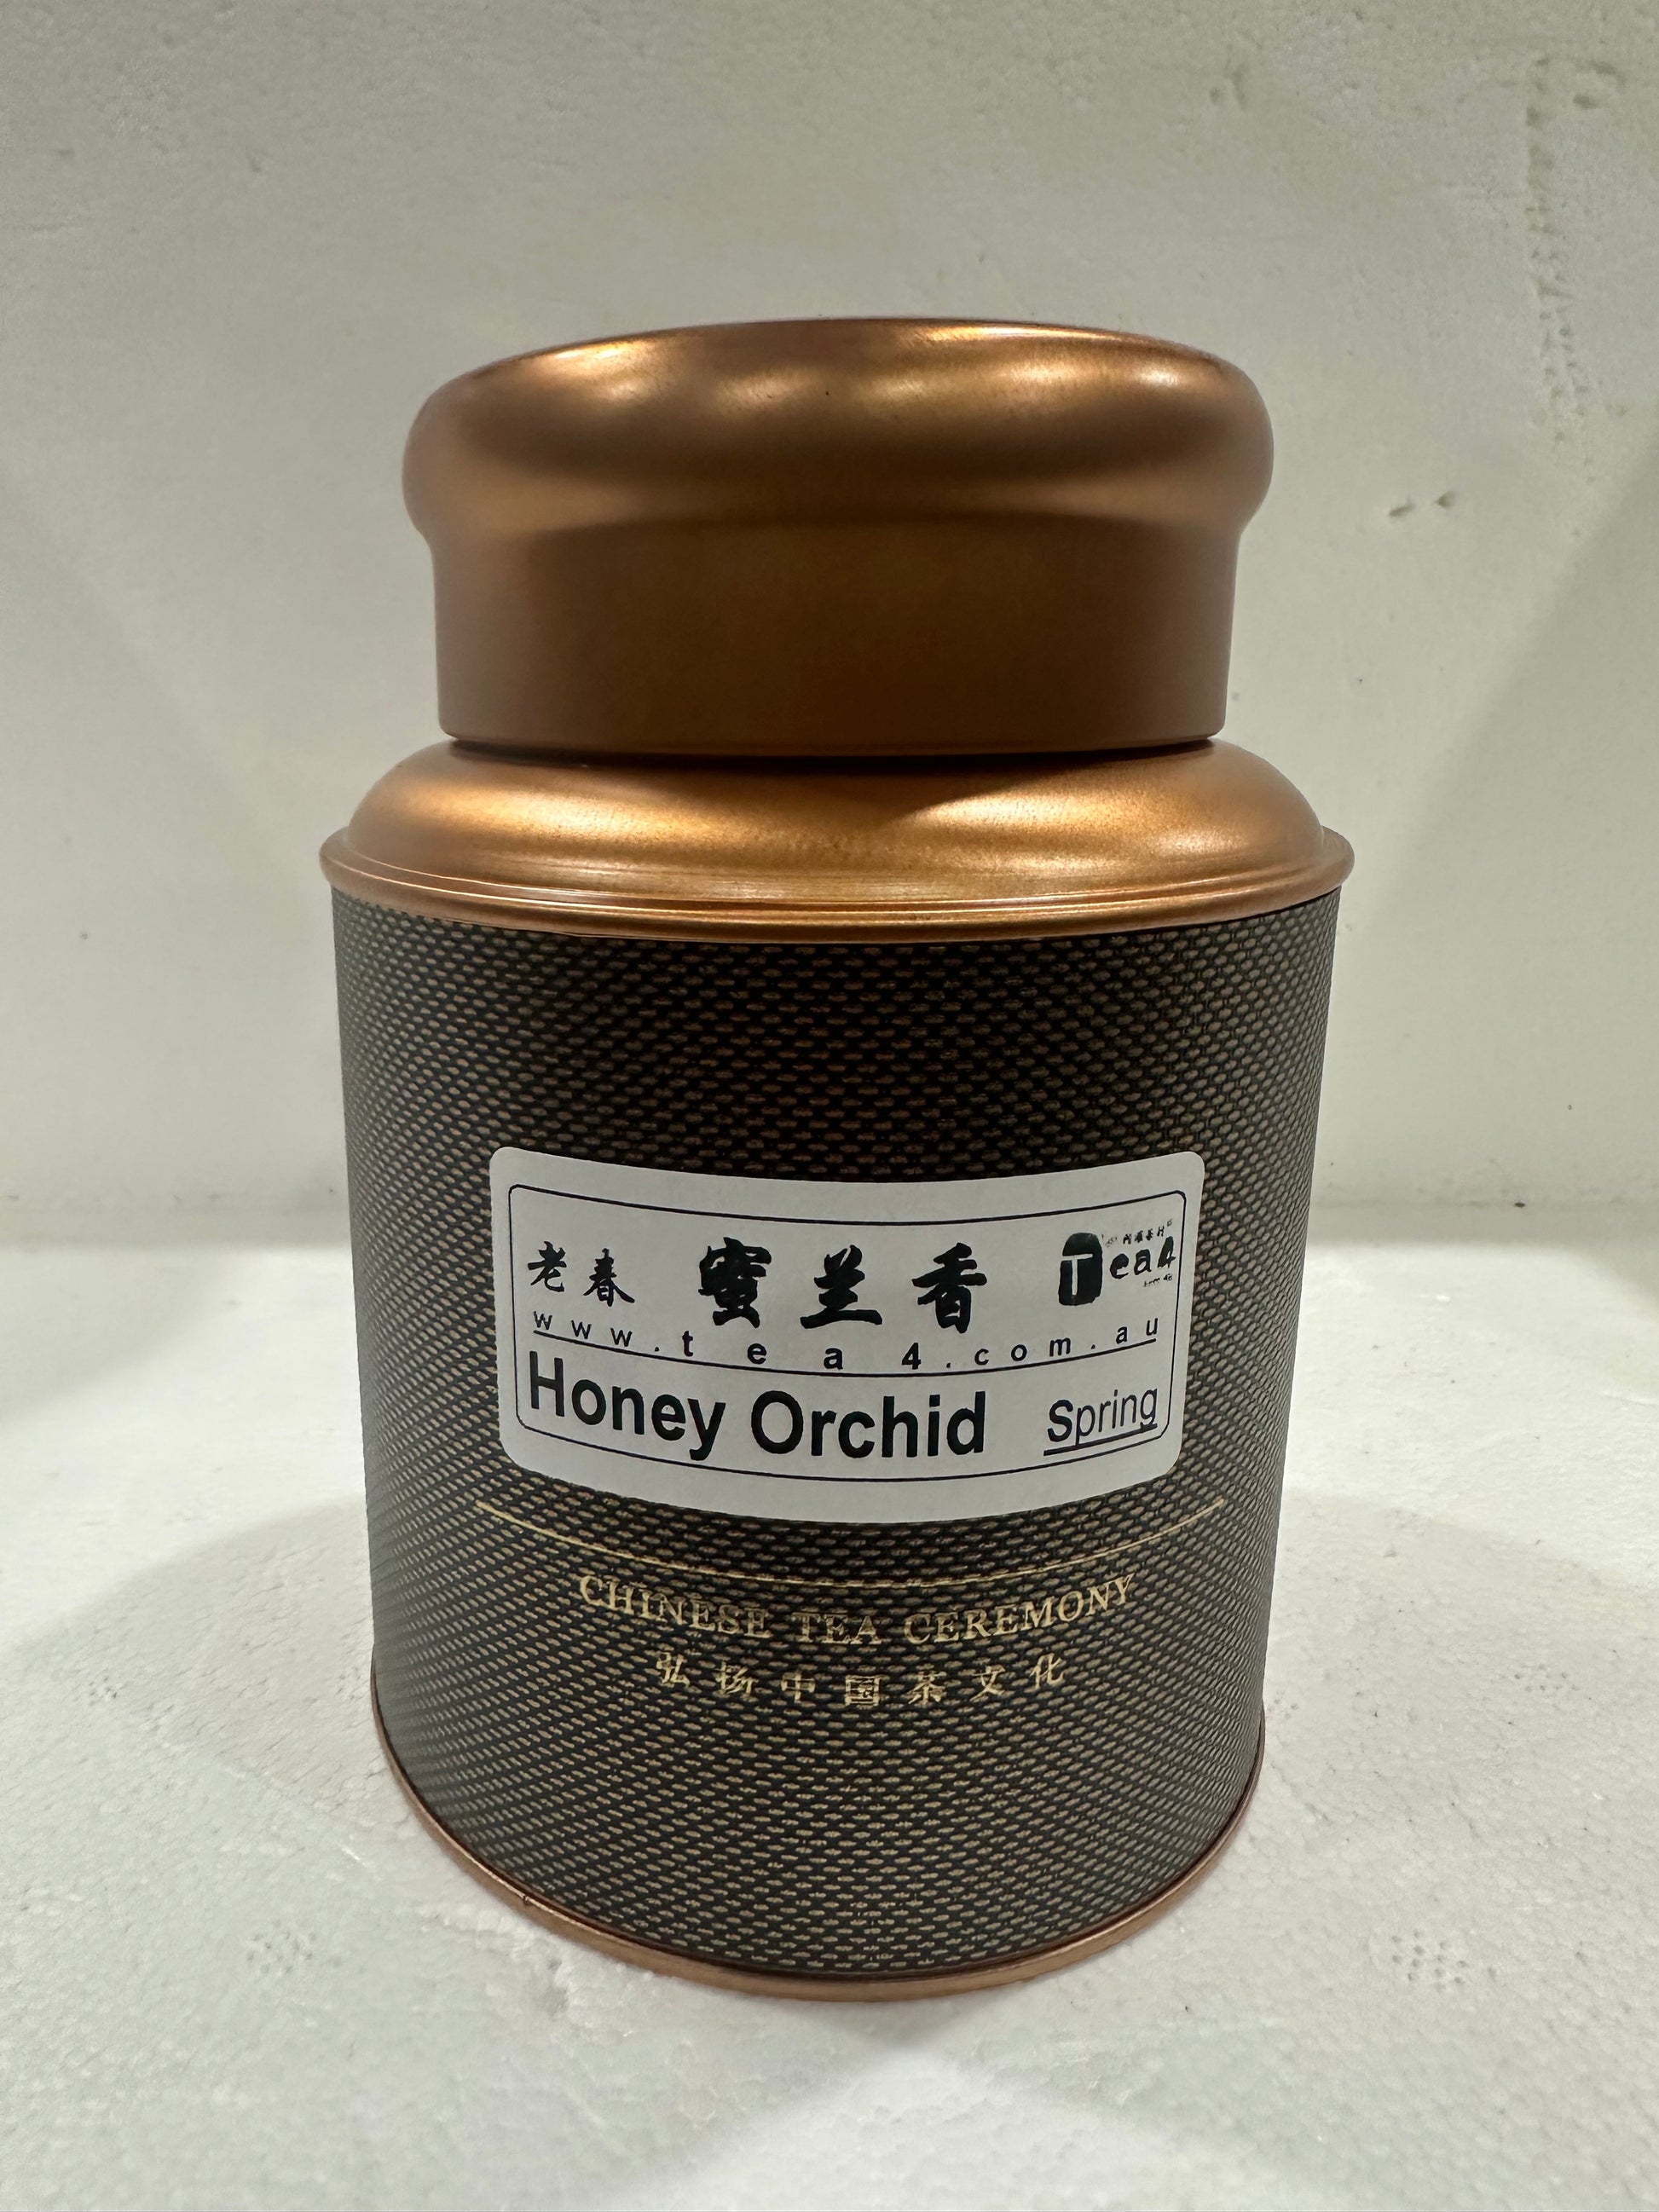 老春 蜜兰香 Tea4
www.tea4.com.au
Honey Orchid Spring
CHINESE TEA CEREMONY
弘扬中国茶文化